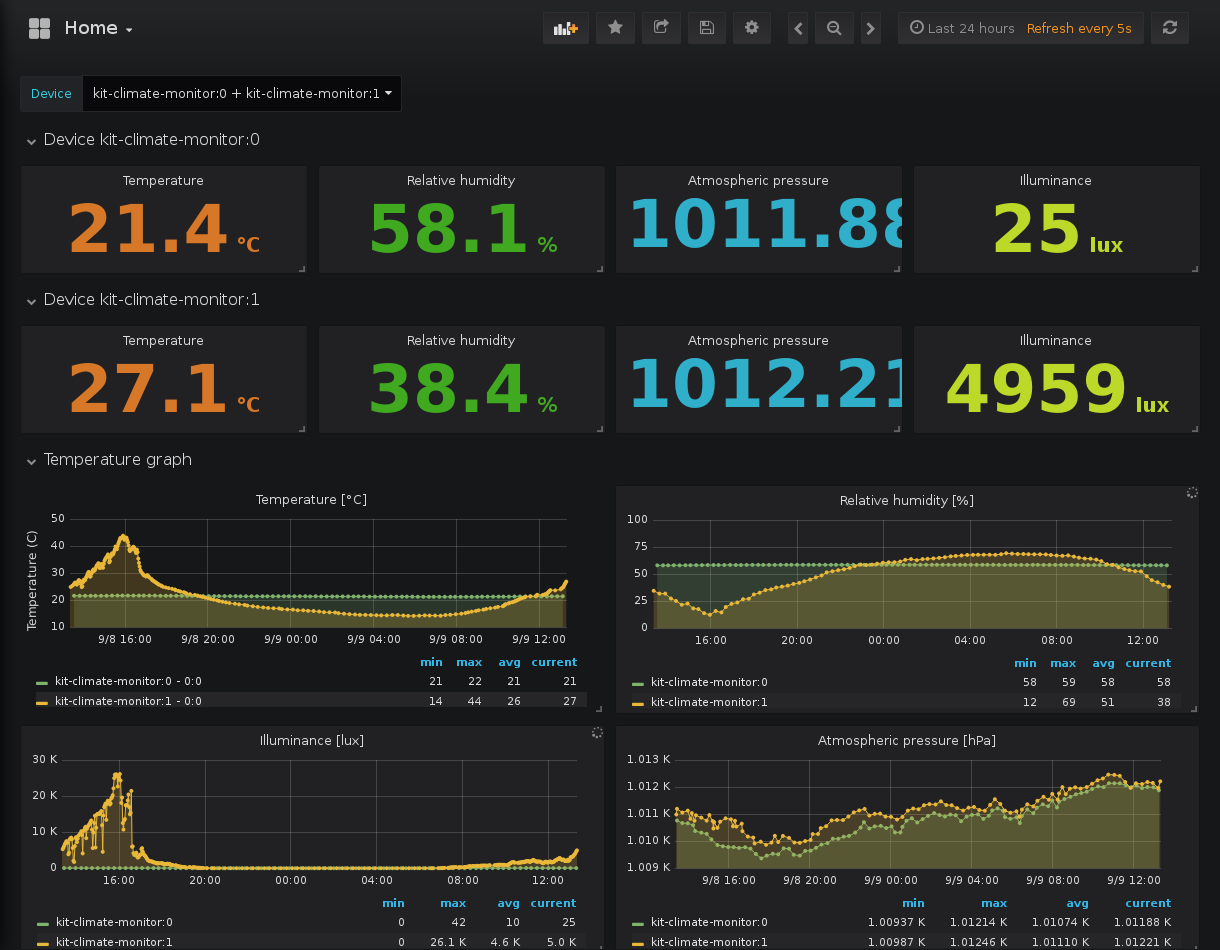 Home
Last 24 hours Refresh every 5s
Device kit-climate-monitor:0 + kit-climate-monitor:1
Device kit-climate-monitor:0
Temperature Relative humidity Atmospheric pressure Illuminance
21.4 °C 58.1 % 1011.88 25 lux
Device kit-climate-monitor:1
Temperature Relative humidity Atmospheric pressure Illuminance
27.1 °C 38.4 % 1012.21 4959 lux
Temperature graph
Temperature [°C]
Temperature (C)
50
40
30
20
10
9/8 16:00 9/8 20:00 9/9 00:00 9/9 04:00 9/9 08:00 9/9 12:00
min max avg current
kit-climate-monitor:0 - 0:0 21 22 21 21
kit-climate-monitor:1 - 0:0 14 44 26 27
Relative humidity [%]
100
75
50
25
0
16:00 20:00 00:00 04:00 08:00 12:00
min max avg current
kit-climate-monitor:0 58 59 58 58
kit-climate-monitor:1 12 69 51 38
Illuminance [lux]
30 K
20 K
10 K
0
16:00 20:00 00:00 04:00 08:00 12:00
min max avg current
kit-climate-monitor:0 0 42 10 25
kit-climate-monitor:1 0 26.1 K 4.6 K 5.0 K
Atmospheric pressure [hPa]
1.013 K
1.012 K
1.011 K
1.010 K
1.009 K
9/8 16:00 9/8 20:00 9/9 00:00 9/9 04:00 9/9 08:00 9/9 12:00
min max avg current
kit-climate-monitor:0 1.00937 K 1.01214 K 1.01074 K 1.01188 K
kit-climate-monitor:1 1.00987 K 1.01246 K 1.01110 K 1.01221 K